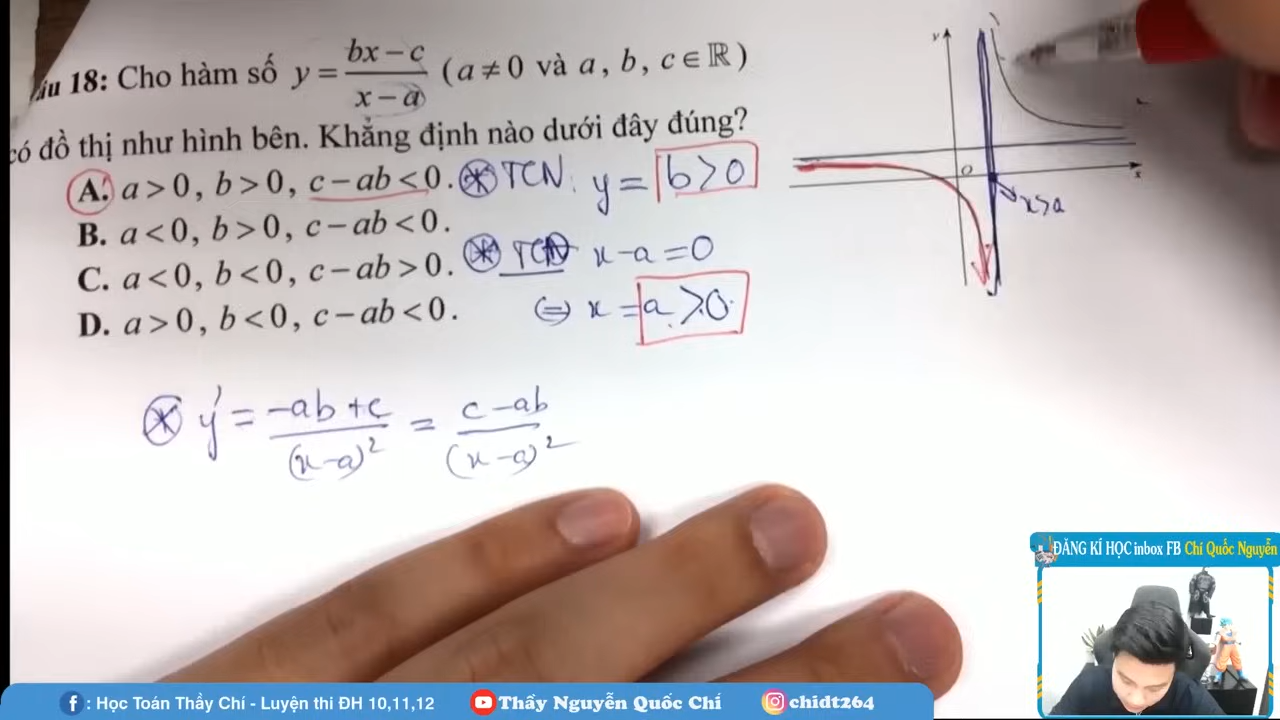 âu 18: Cho hàm số y = (bx − c)/(x − a) (a ≠ 0 và a, b, c ∈ ℝ)
có đồ thị như hình bên. Khẳng định nào dưới đây đúng?
A. a > 0, b > 0, c − ab < 0.
⊛ TCN: y = b > 0
B. a < 0, b > 0, c − ab < 0.
C. a < 0, b < 0, c − ab > 0.
⊛ x − a = 0
D. a > 0, b < 0, c − ab < 0.
⇔ x = a > 0
⊛ y' = (−ab + c)/(x − a)² = (c − ab)/(x − a)²
y
O
x
x > a
ĐĂNG KÍ HỌC inbox FB Chí Quốc Nguyễn
: Học Toán Thầy Chí - Luyện thi ĐH 10,11,12
Thầy Nguyễn Quốc Chí
chidt264